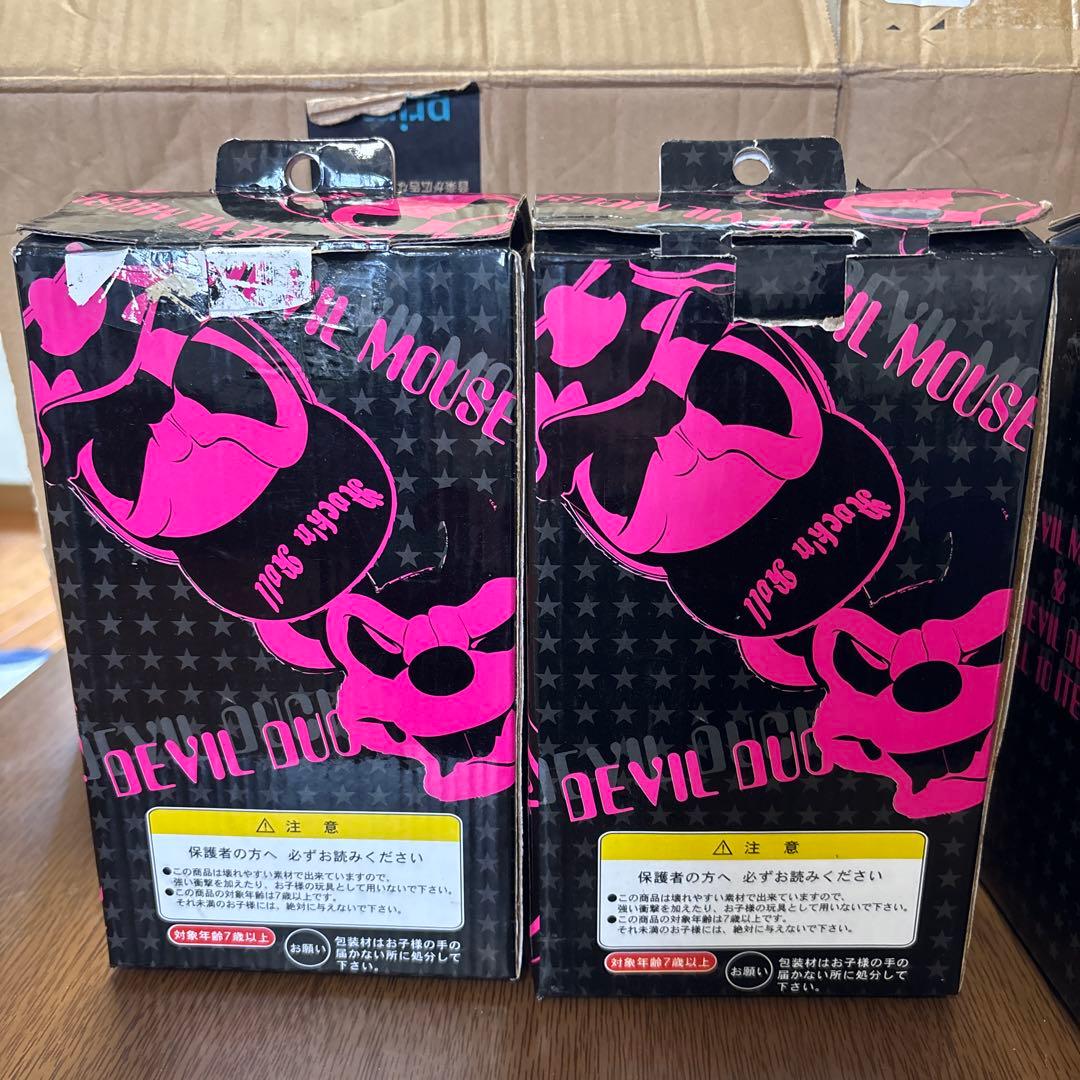 prim
DEVIL MOUSE
VIL MOUSE
Rock'n Roll
DEVIL DUC
⚠ 注 意
保護者の方へ 必ずお読みください
●この商品は壊れやすい素材で出来ていますので、
強い衝撃を加えたり、お子様の玩具として用いないで下さい。
●この商品の対象年齢は7歳以上です。
それ未満のお子様には、絶対に与えないで下さい。
対象年齢7歳以上
お願い
包装材はお子様の手の
届かない所に処分して
下さい。
DEVIL MOUSE
VIL MOUSE
Rock'n Roll
DEVIL DUC
⚠ 注 意
保護者の方へ 必ずお読みください
●この商品は壊れやすい素材で出来ていますので、
強い衝撃を加えたり、お子様の玩具として用いないで下さい。
●この商品の対象年齢は7歳以上です。
それ未満のお子様には、絶対に与えないで下さい。
対象年齢7歳以上
お願い
包装材はお子様の手の
届かない所に処分して
下さい。
VIL M
&
DEVIL DU
L 10 ITE